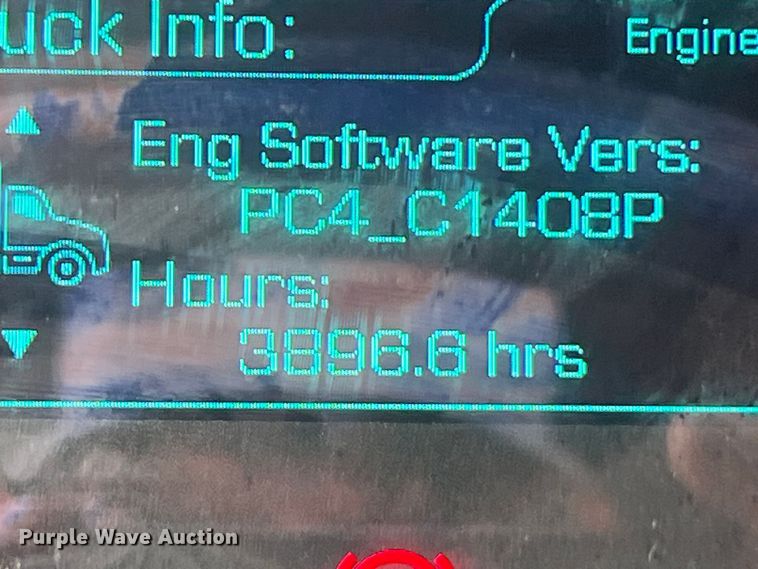 uck Info:
Engine
Eng Software Vers:
PC4_C1408P
Hours:
3896.6 hrs
Purple Wave Auction